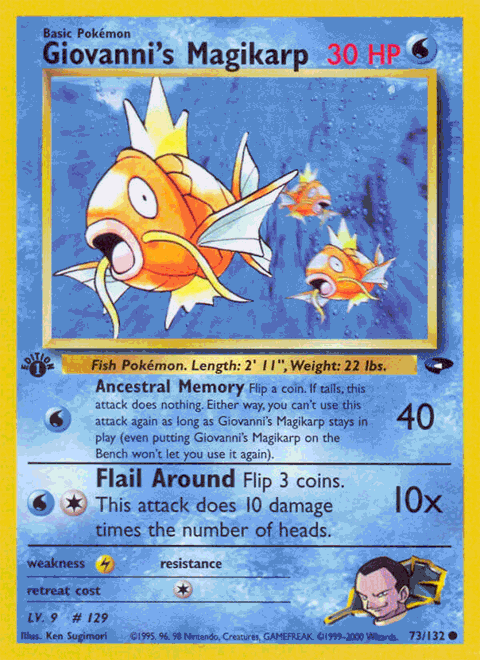 Basic Pokémon
Giovanni's Magikarp 30 HP
EDITION
1
Fish Pokémon. Length: 2' 11", Weight: 22 lbs.
Ancestral Memory Flip a coin. If tails, this
attack does nothing. Either way, you can't use this
attack again as long as Giovanni's Magikarp stays in
play (even putting Giovanni's Magikarp on the
Bench won't let you use it again).
40
Flail Around Flip 3 coins.
This attack does 10 damage
times the number of heads.
10x
weakness resistance
retreat cost
LV. 9 # 129
Illus. Ken Sugimori ©1995, 96, 98 Nintendo, Creatures, GAMEFREAK. ©1999-2000 Wizards. 73/132